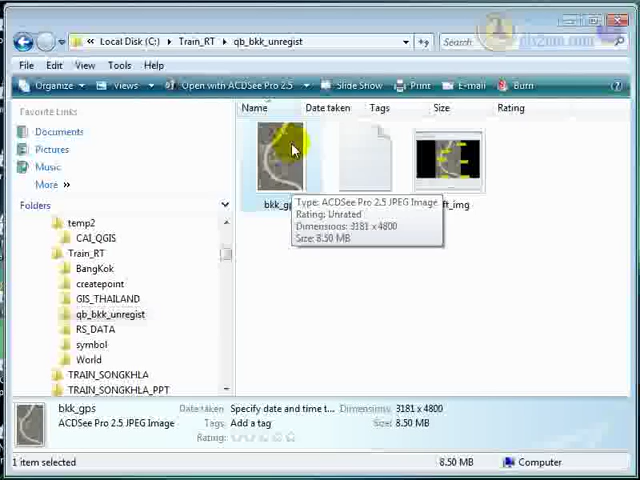 Local Disk (C:) Train_RT qb_bkk_unregist Search
File Edit View Tools Help
Organize Views Open with ACDSee Pro 2.5 Slide Show Print E-mail Burn
Favorite Links
Documents
Pictures
Music
More
Folders
temp2
CAI_QGIS
Train_RT
BangKok
createpoint
GIS_THAILAND
qb_bkk_unregist
RS_DATA
symbol
World
TRAIN_SONGKHLA
TRAIN_SONGKHLA_PPT
Name Date taken Tags Size Rating
Type: ACDSee Pro 2.5 JPEG Image
Rating: Unrated
Dimensions: 3181 x 4800
Size: 8.50 MB
bkk_gps Date taken: Specify date and time t... Dimensions: 3181 x 4800
ACDSee Pro 2.5 JPEG Image Tags: Add a tag Size: 8.50 MB
Rating:
1 item selected 8.50 MB Computer